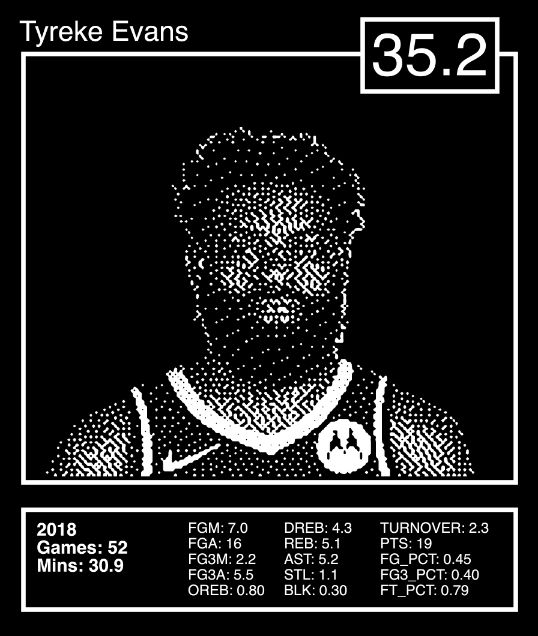 Tyreke Evans
35.2
2018
Games: 52
Mins: 30.9
FGM: 7.0
FGA: 16
FG3M: 2.2
FG3A: 5.5
OREB: 0.80
DREB: 4.3
REB: 5.1
AST: 5.2
STL: 1.1
BLK: 0.30
TURNOVER: 2.3
PTS: 19
FG_PCT: 0.45
FG3_PCT: 0.40
FT_PCT: 0.79